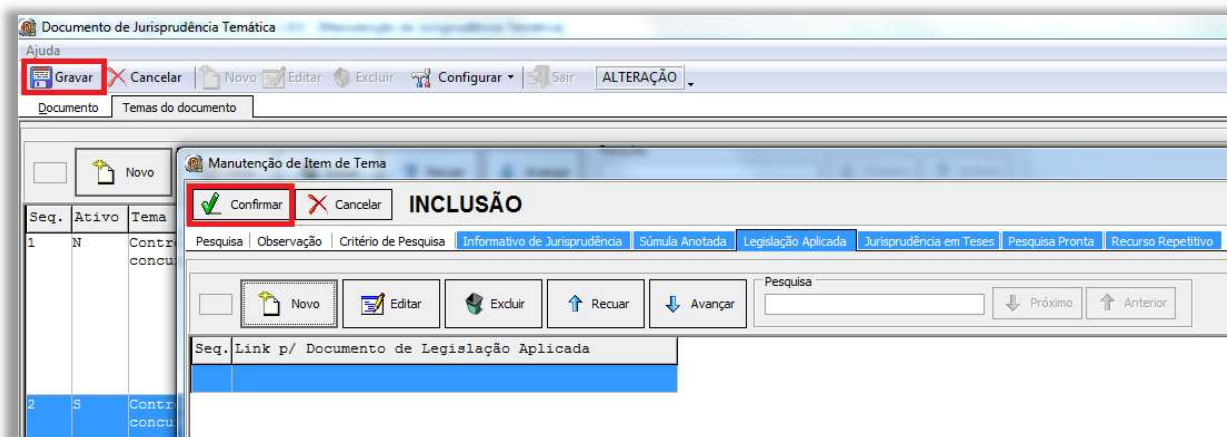 Documento de Jurisprudência Temática
Ajuda
Gravar Cancelar Novo Editar Excluir Configurar Sair ALTERAÇÃO
Documento Temas do documento
Novo
Manutenção de Item de Tema
Confirmar Cancelar INCLUSÃO
Seq. Ativo Tema
Pesquisa Observação Critério de Pesquisa Informativo de Jurisprudência Súmula Anotada Legislação Aplicada Jurisprudência em Teses Pesquisa Pronta Recurso Repetitivo
1 N Contr
concu
Pesquisa
Novo Editar Excluir Recuar Avançar Próximo Anterior
Seq. Link p/ Documento de Legislação Aplicada
2 S Contr
concu